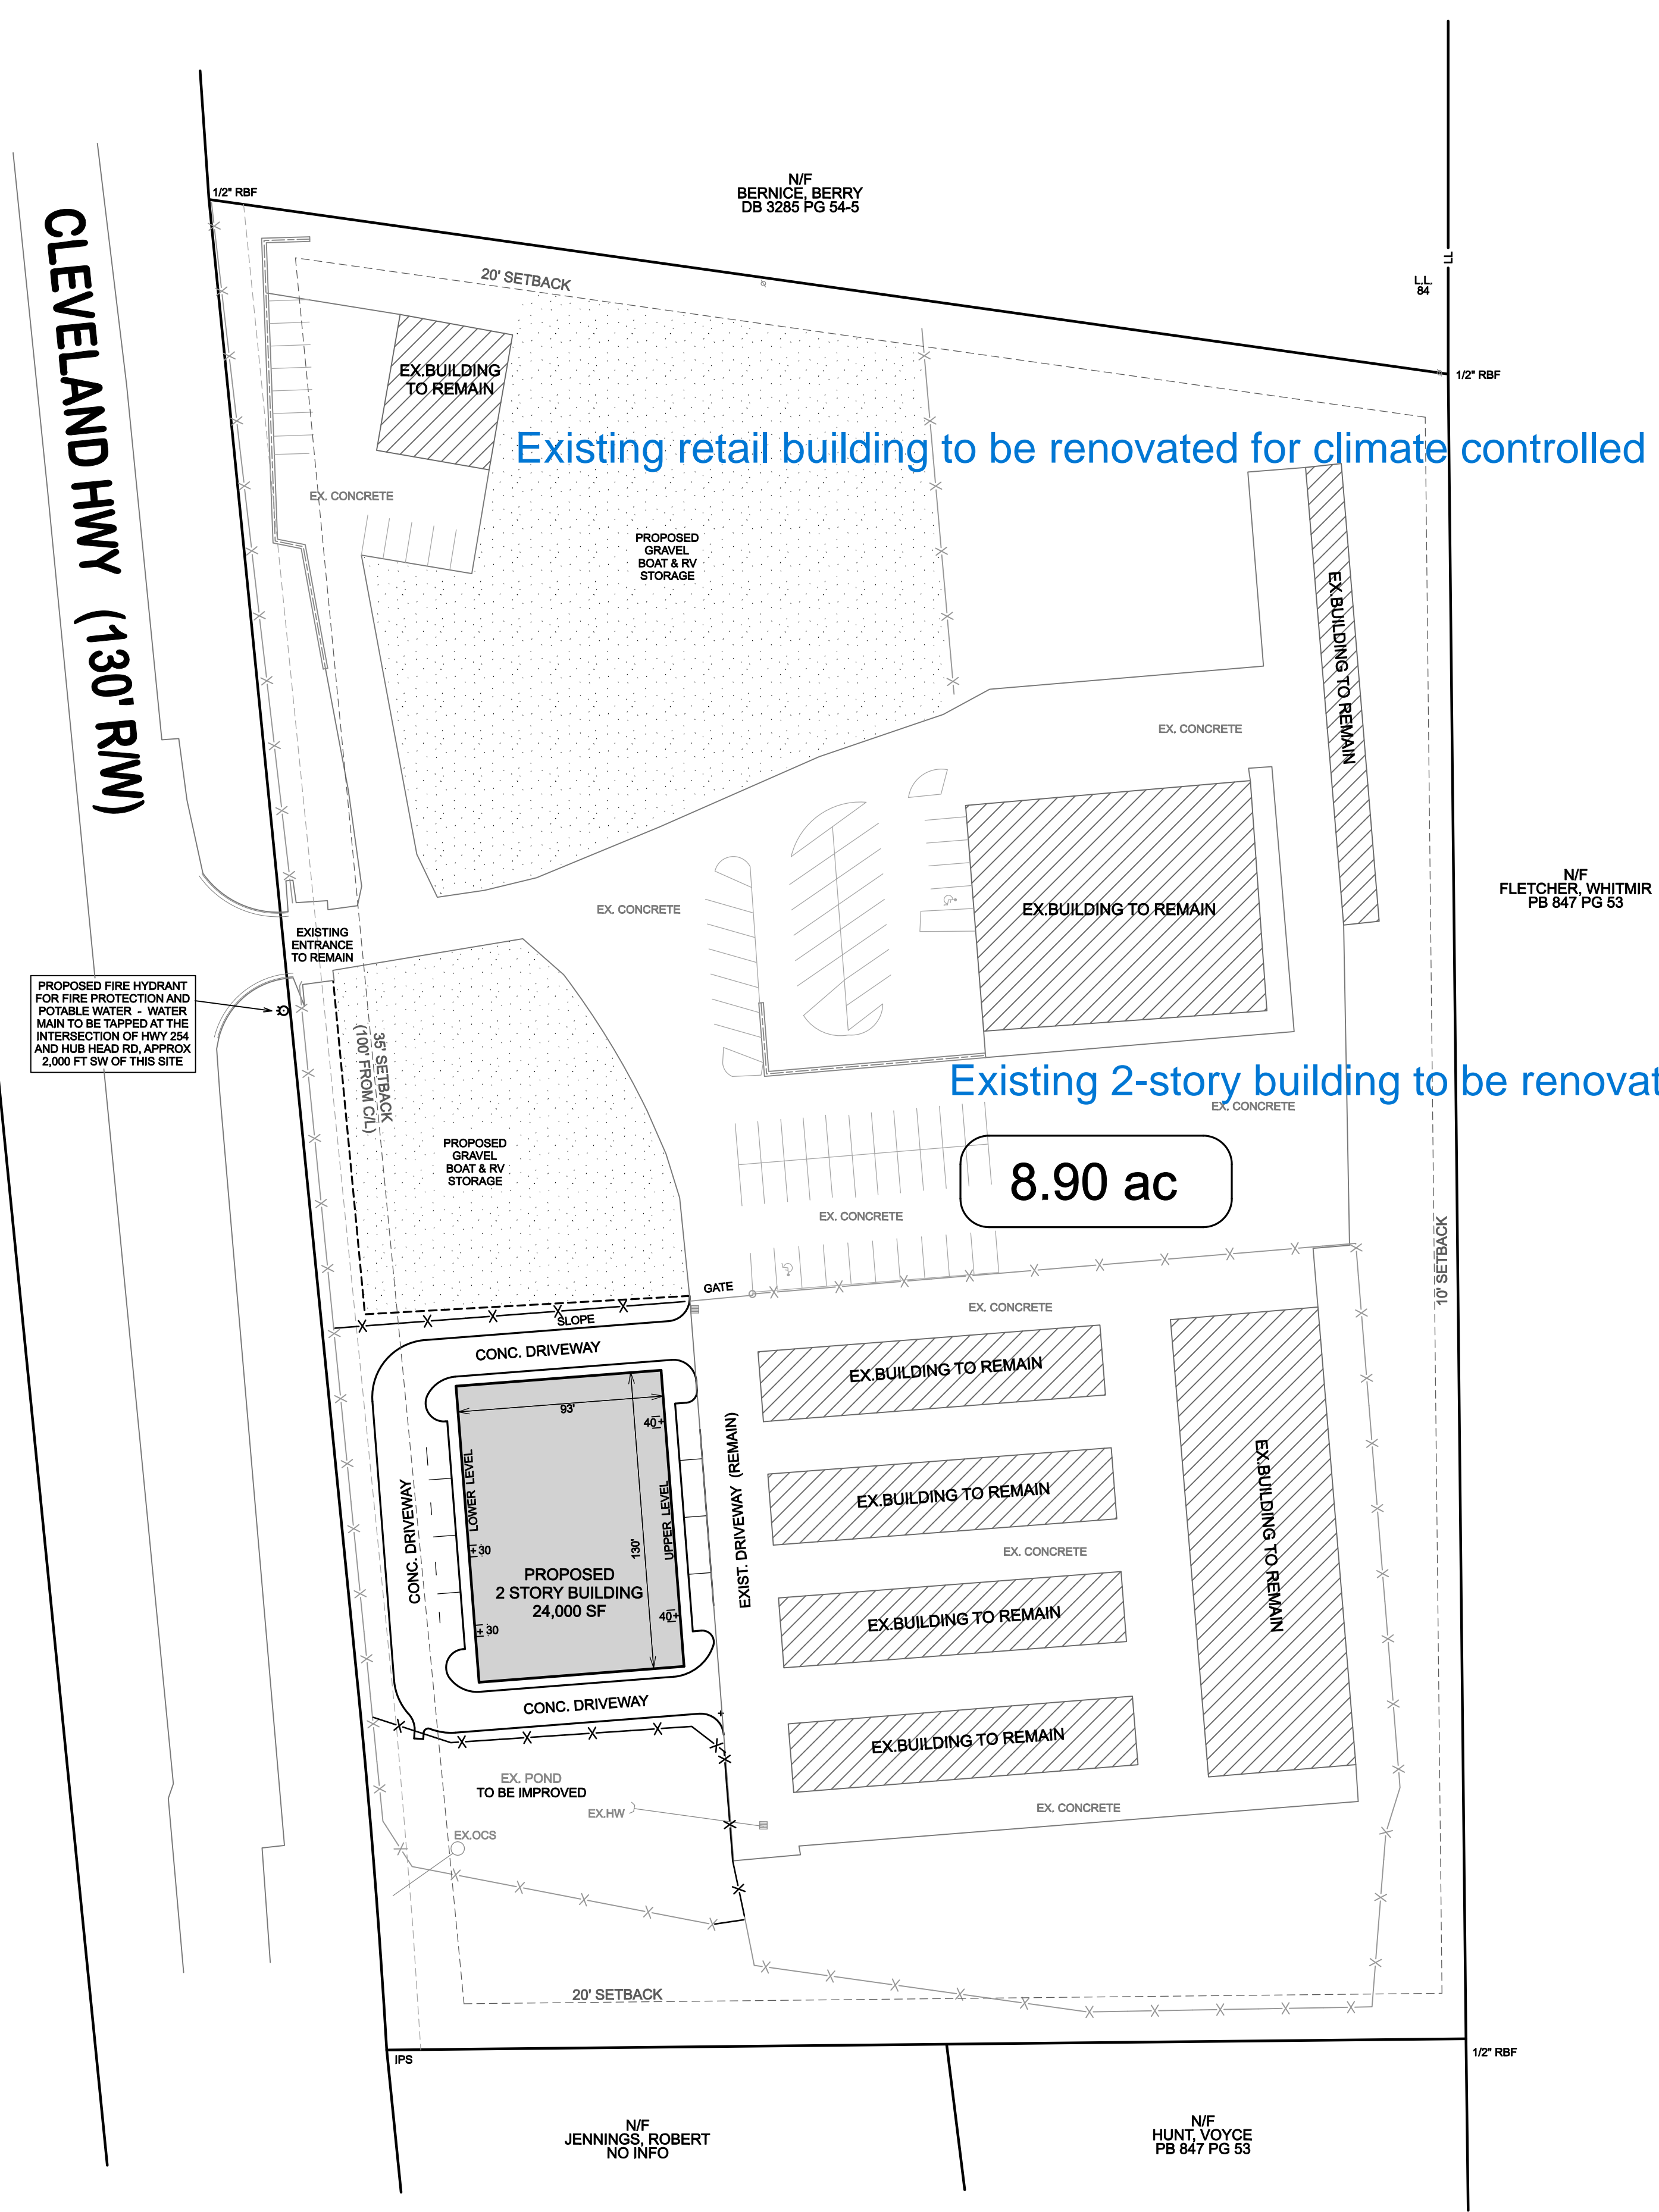 N/F
BERNICE, BERRY
DB 3285 PG 54-5
1/2" RBF
CLEVELAND HWY (130' R/W)
20' SETBACK
LL
L.L.
84
1/2" RBF
EX.BUILDING
TO REMAIN
Existing retail building to be renovated for climate controlled
EX. CONCRETE
PROPOSED
GRAVEL
BOAT & RV
STORAGE
EX.BUILDING TO REMAIN
EX. CONCRETE
N/F
FLETCHER, WHITMIR
PB 847 PG 53
EX. CONCRETE
EX.BUILDING TO REMAIN
EXISTING
ENTRANCE
TO REMAIN
PROPOSED FIRE HYDRANT
FOR FIRE PROTECTION AND
POTABLE WATER - WATER
MAIN TO BE TAPPED AT THE
INTERSECTION OF HWY 254
AND HUB HEAD RD, APPROX
2,000 FT SW OF THIS SITE
35' SETBACK
(100' FROM C/L)
Existing 2-story building to be renovat
EX. CONCRETE
PROPOSED
GRAVEL
BOAT & RV
STORAGE
8.90 ac
EX. CONCRETE
10' SETBACK
GATE
EX. CONCRETE
SLOPE
CONC. DRIVEWAY
EX.BUILDING TO REMAIN
93'
40
LOWER LEVEL
UPPER LEVEL
130'
CONC. DRIVEWAY
EXIST. DRIVEWAY (REMAIN)
EX.BUILDING TO REMAIN
EX.BUILDING TO REMAIN
30
EX. CONCRETE
PROPOSED
2 STORY BUILDING
24,000 SF
40
30
EX.BUILDING TO REMAIN
CONC. DRIVEWAY
EX.BUILDING TO REMAIN
EX. POND
TO BE IMPROVED
EX.HW
EX. CONCRETE
EX.OCS
20' SETBACK
IPS
1/2" RBF
N/F
JENNINGS, ROBERT
NO INFO
N/F
HUNT, VOYCE
PB 847 PG 53